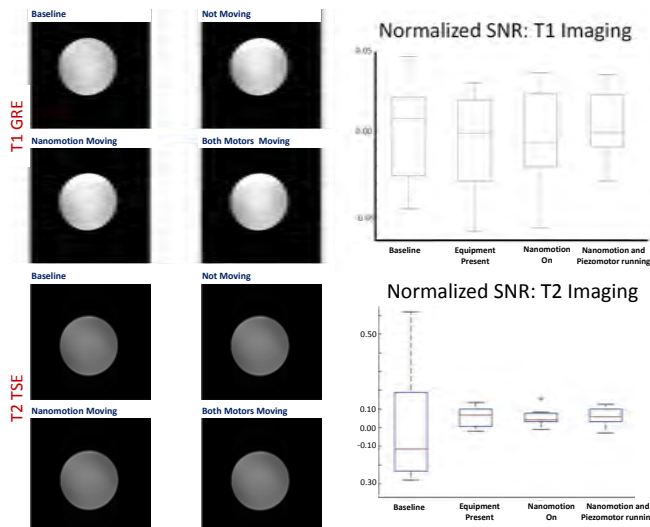 Baseline
Not Moving
T1 GRE
Nanomotion Moving
Both Motors Moving
Baseline
Not Moving
T2 TSE
Nanomotion Moving
Both Motors Moving
Normalized SNR: T1 Imaging
0.05
0.00
Baseline
Equipment
Present
Nanomotion
On
Nanomotion and
Piezomotor running
Normalized SNR: T2 Imaging
0.50
0.10
0.00
-0.10
0.30
Baseline
Equipment
Present
Nanomotion
On
Nanomotion and
Piezomotor runnin